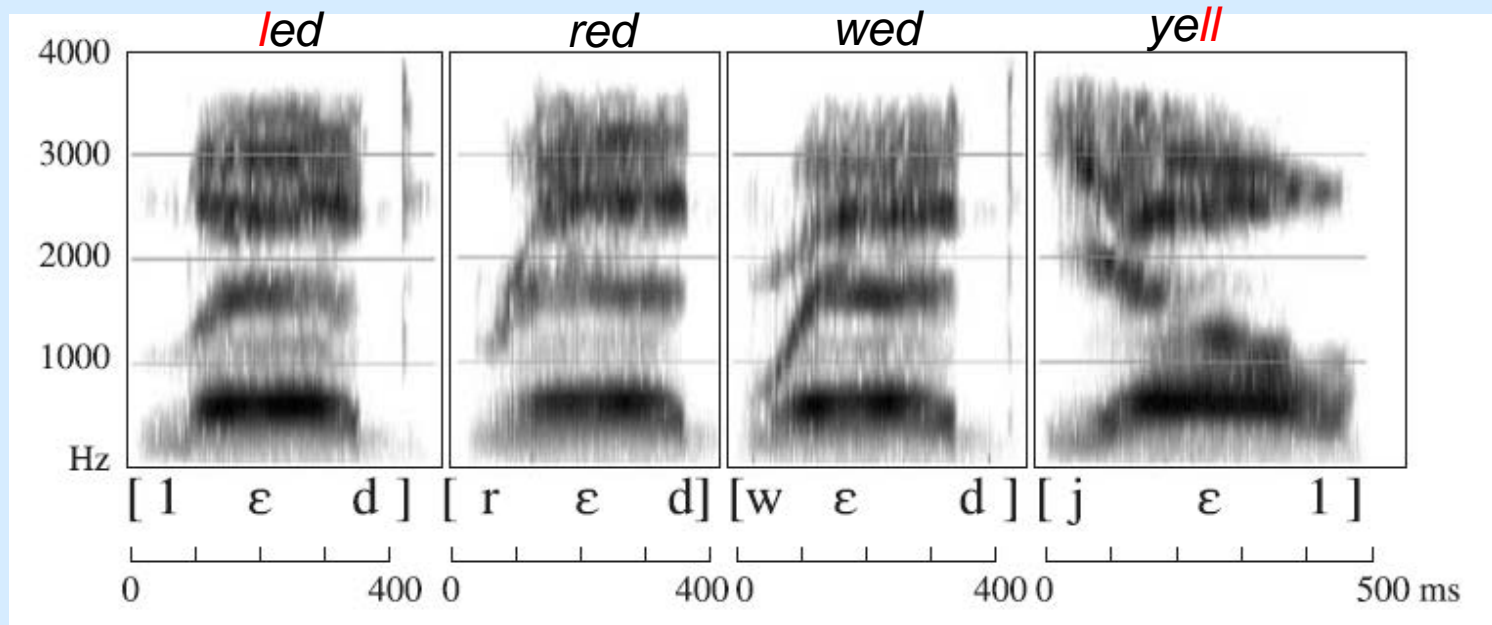 led red wed yell
4000
3000
2000
1000
Hz
[ l ɛ d ] [ r ɛ d] [w ɛ d ] [ j ɛ l ]
0 400 0 400 0 400 0 500 ms